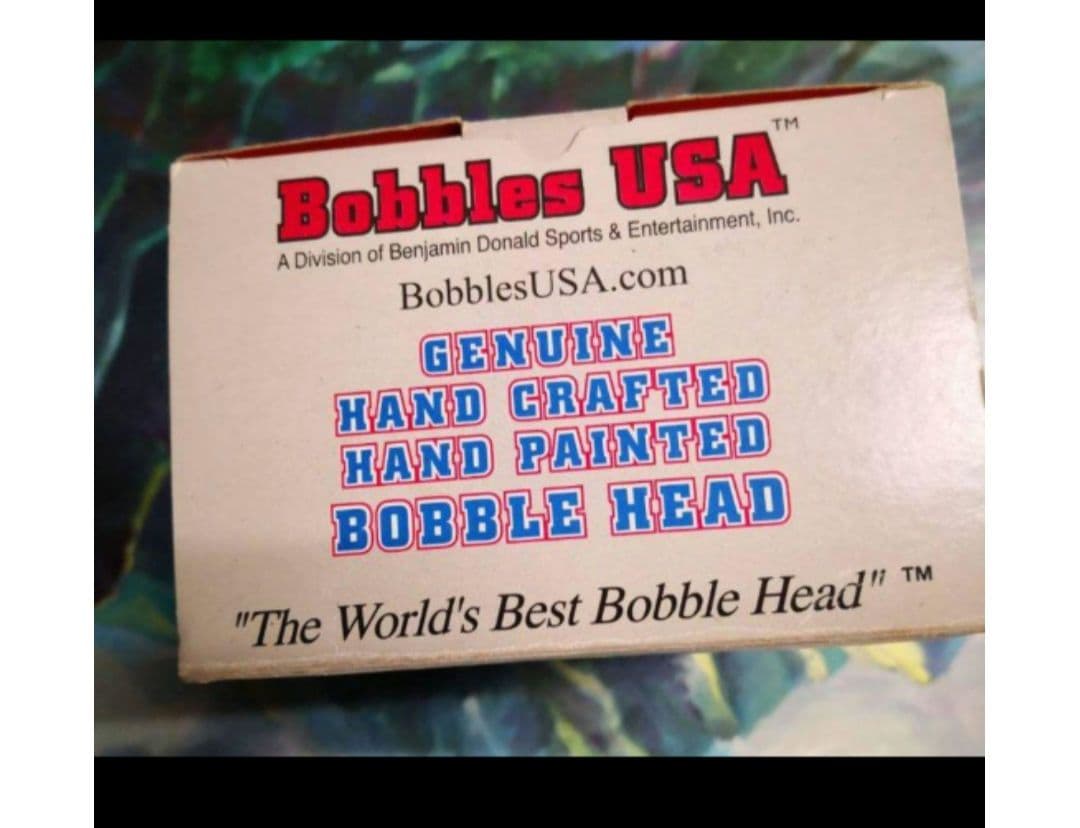 Bobbles USA™
A Division of Benjamin Donald Sports & Entertainment, Inc.
BobblesUSA.com
GENUINE
HAND CRAFTED
HAND PAINTED
BOBBLE HEAD
"The World's Best Bobble Head" ™